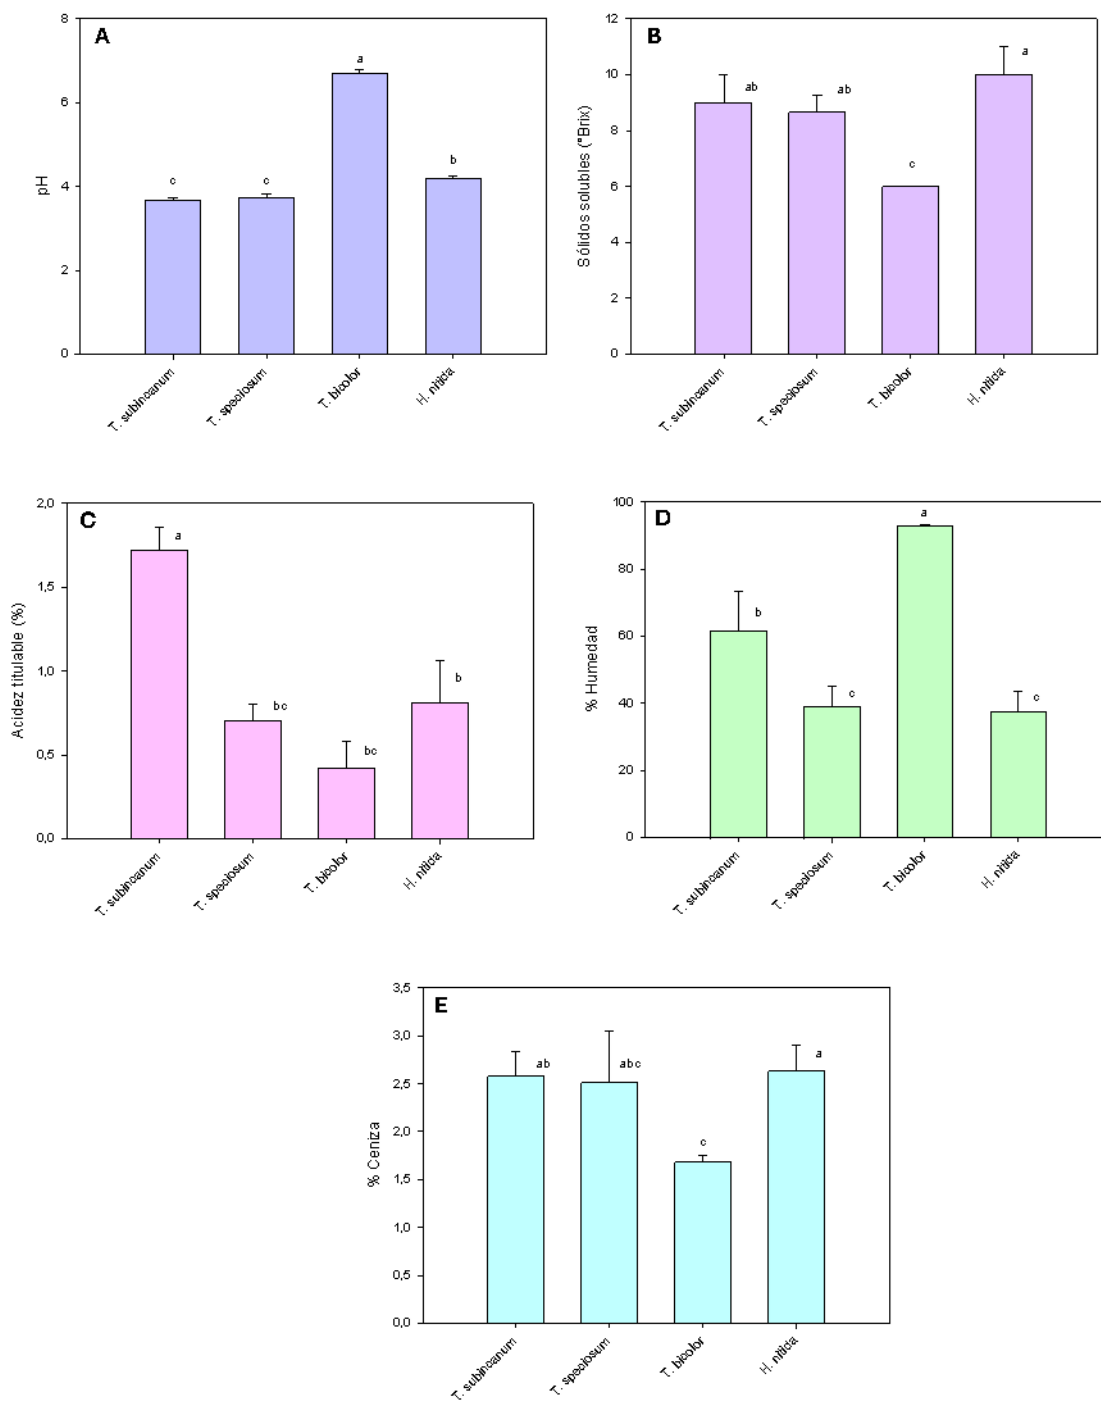 A
8
6
4
2
0
pH
c
c
a
b
T. subincanum
T. speciosum
T. bicolor
H. nitida
B
12
10
8
6
4
2
0
Sólidos solubles (°Brix)
ab
ab
c
a
T. subincanum
T. speciosum
T. bicolor
H. nitida
C
2,0
1,5
1,0
0,5
0,0
Acidez titulable (%)
a
bc
bc
b
T. subincanum
T. speciosum
T. bicolor
H. nitida
D
100
80
60
40
20
0
% Humedad
b
c
a
c
T. subincanum
T. speciosum
T. bicolor
H. nitida
E
3,5
3,0
2,5
2,0
1,5
1,0
0,5
0,0
% Ceniza
ab
abc
c
a
T. subincanum
T. speciosum
T. bicolor
H. nitida